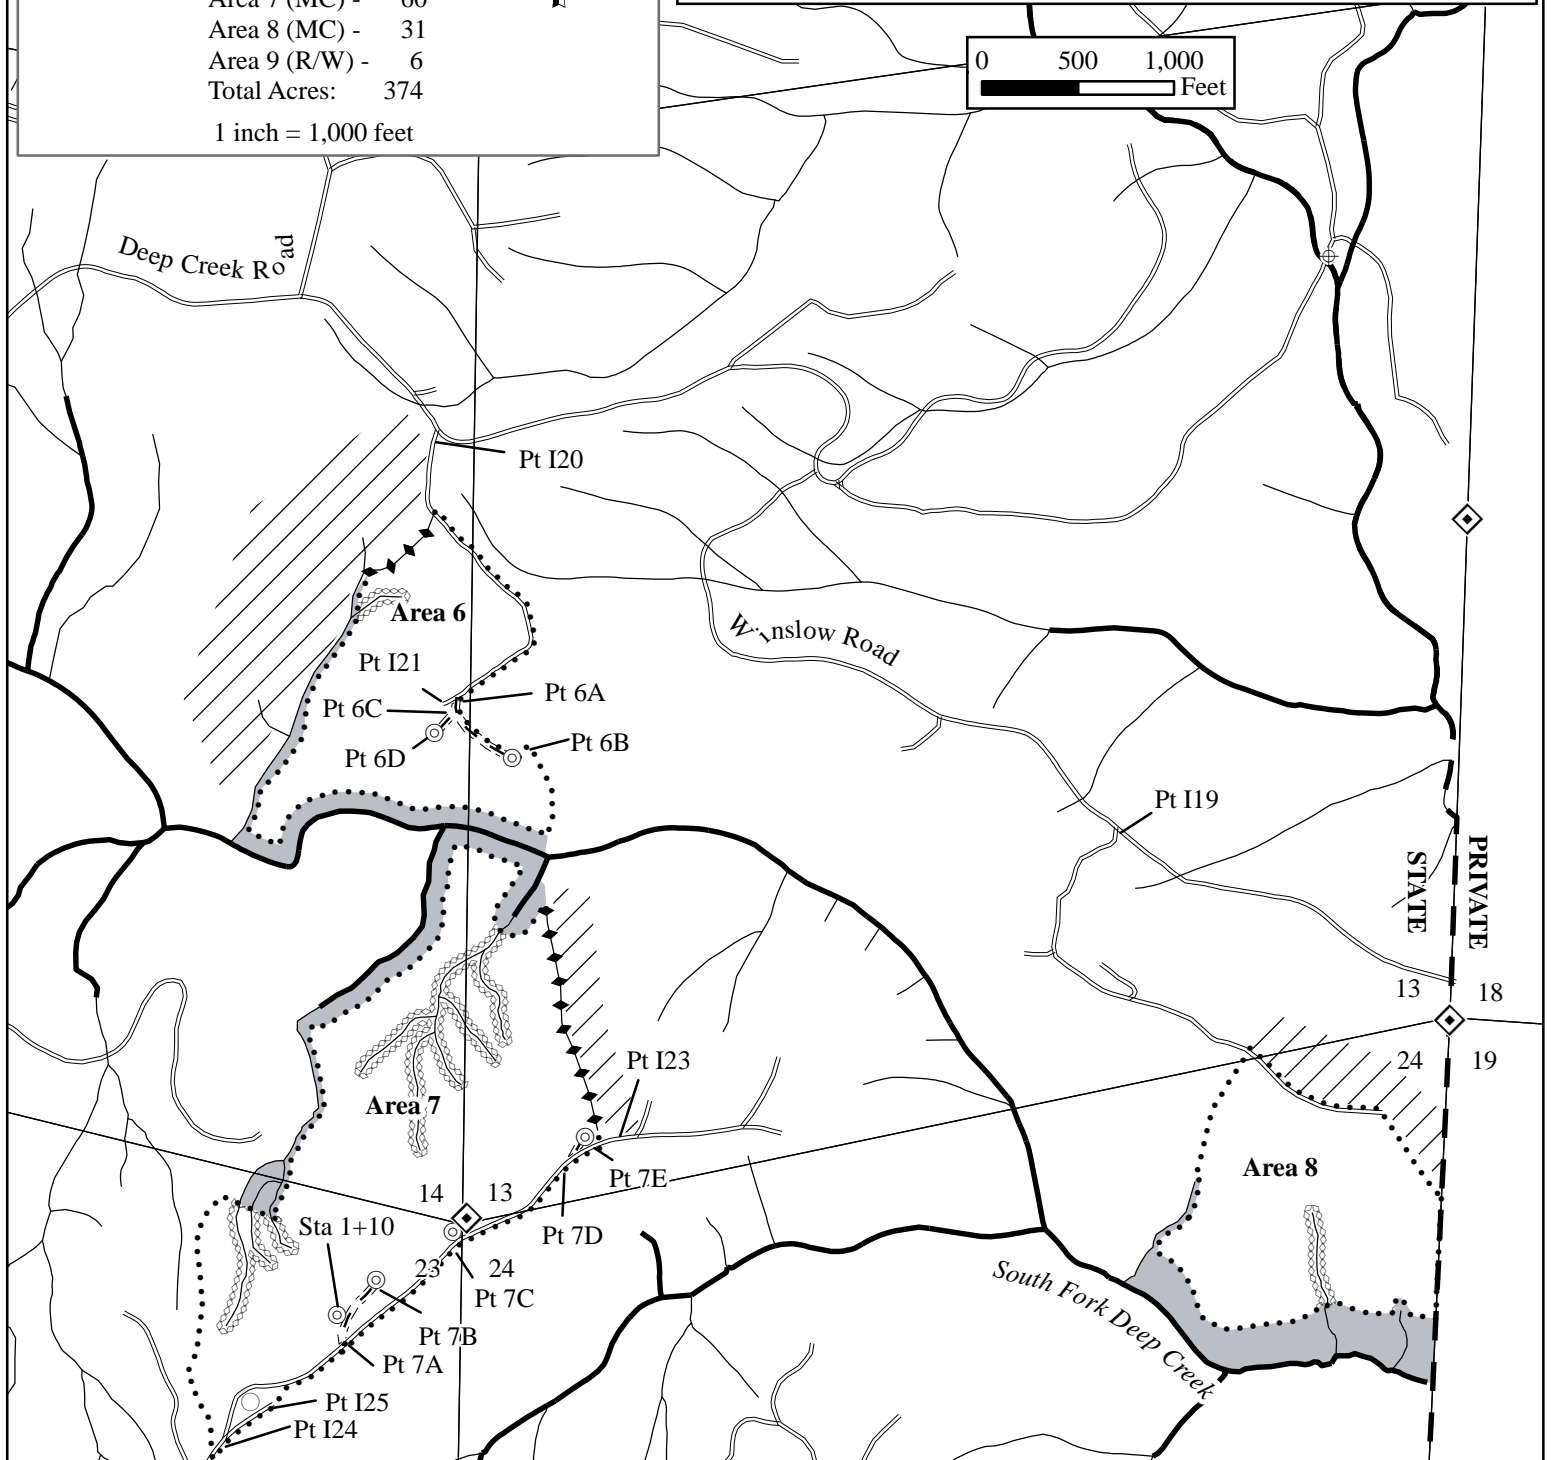 Area 7 (MC) - 60
Area 8 (MC) - 31
Area 9 (R/W) - 6
Total Acres: 374
1 inch = 1,000 feet
0 500 1,000
Feet
Deep Creek Road
Pt I20
Area 6
Winslow Road
Pt I21
Pt 6A
Pt 6C
Pt 6B
Pt 6D
Pt I19
STATE
PRIVATE
13 18
24 19
Pt I23
Area 7
Area 8
Pt 7E
14 13
Sta 1+10
Pt 7D
23 24
Pt 7C
South Fork Deep Creek
Pt 7B
Pt 7A
Pt I25
Pt I24